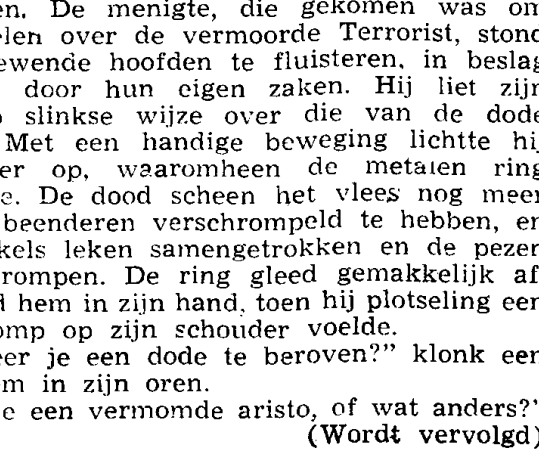 en. De menigte, die gekomen was om
elen over de vermoorde Terrorist, stond
ewende hoofden te fluisteren, in beslag
door hun eigen zaken. Hij liet zijn
slinkse wijze over die van de dode
Met een handige beweging lichtte hij
er op, waaromheen de metalen ring
e. De dood scheen het vlees nog meer
beenderen verschrompeld te hebben, en
kels leken samengetrokken en de pezen
rompen. De ring gleed gemakkelijk af
d hem in zijn hand, toen hij plotseling een
omp op zijn schouder voelde.
eer je een dode te beroven?” klonk een
em in zijn oren.
e een vermomde aristo, of wat anders?”
(Wordt vervolgd)